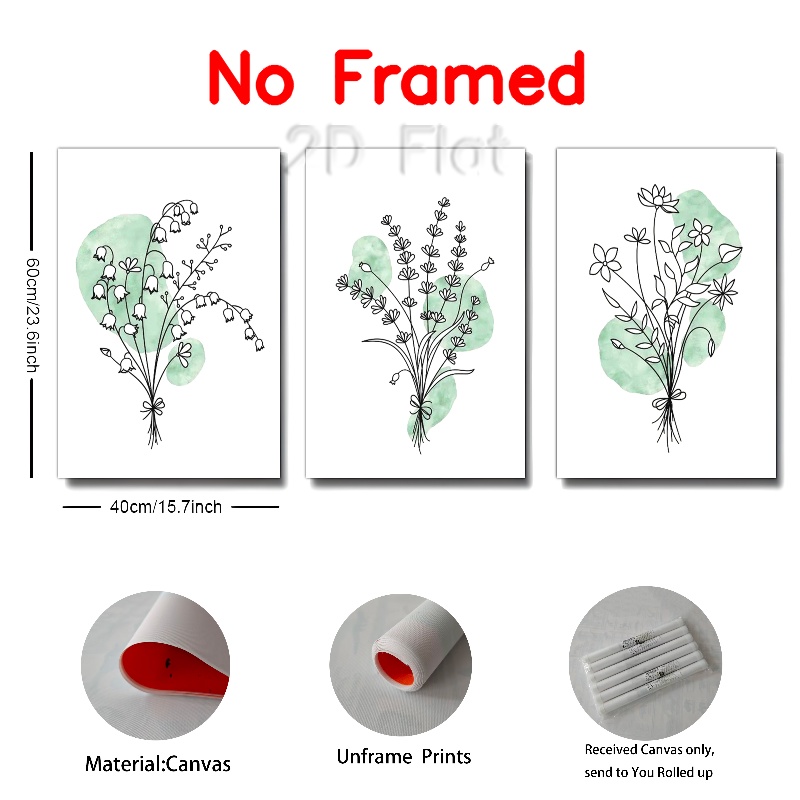 No Framed
2D Flat
60cm/23.6inch
40cm/15.7inch
Material:Canvas
Unframe Prints
Received Canvas only,
send to You Rolled up